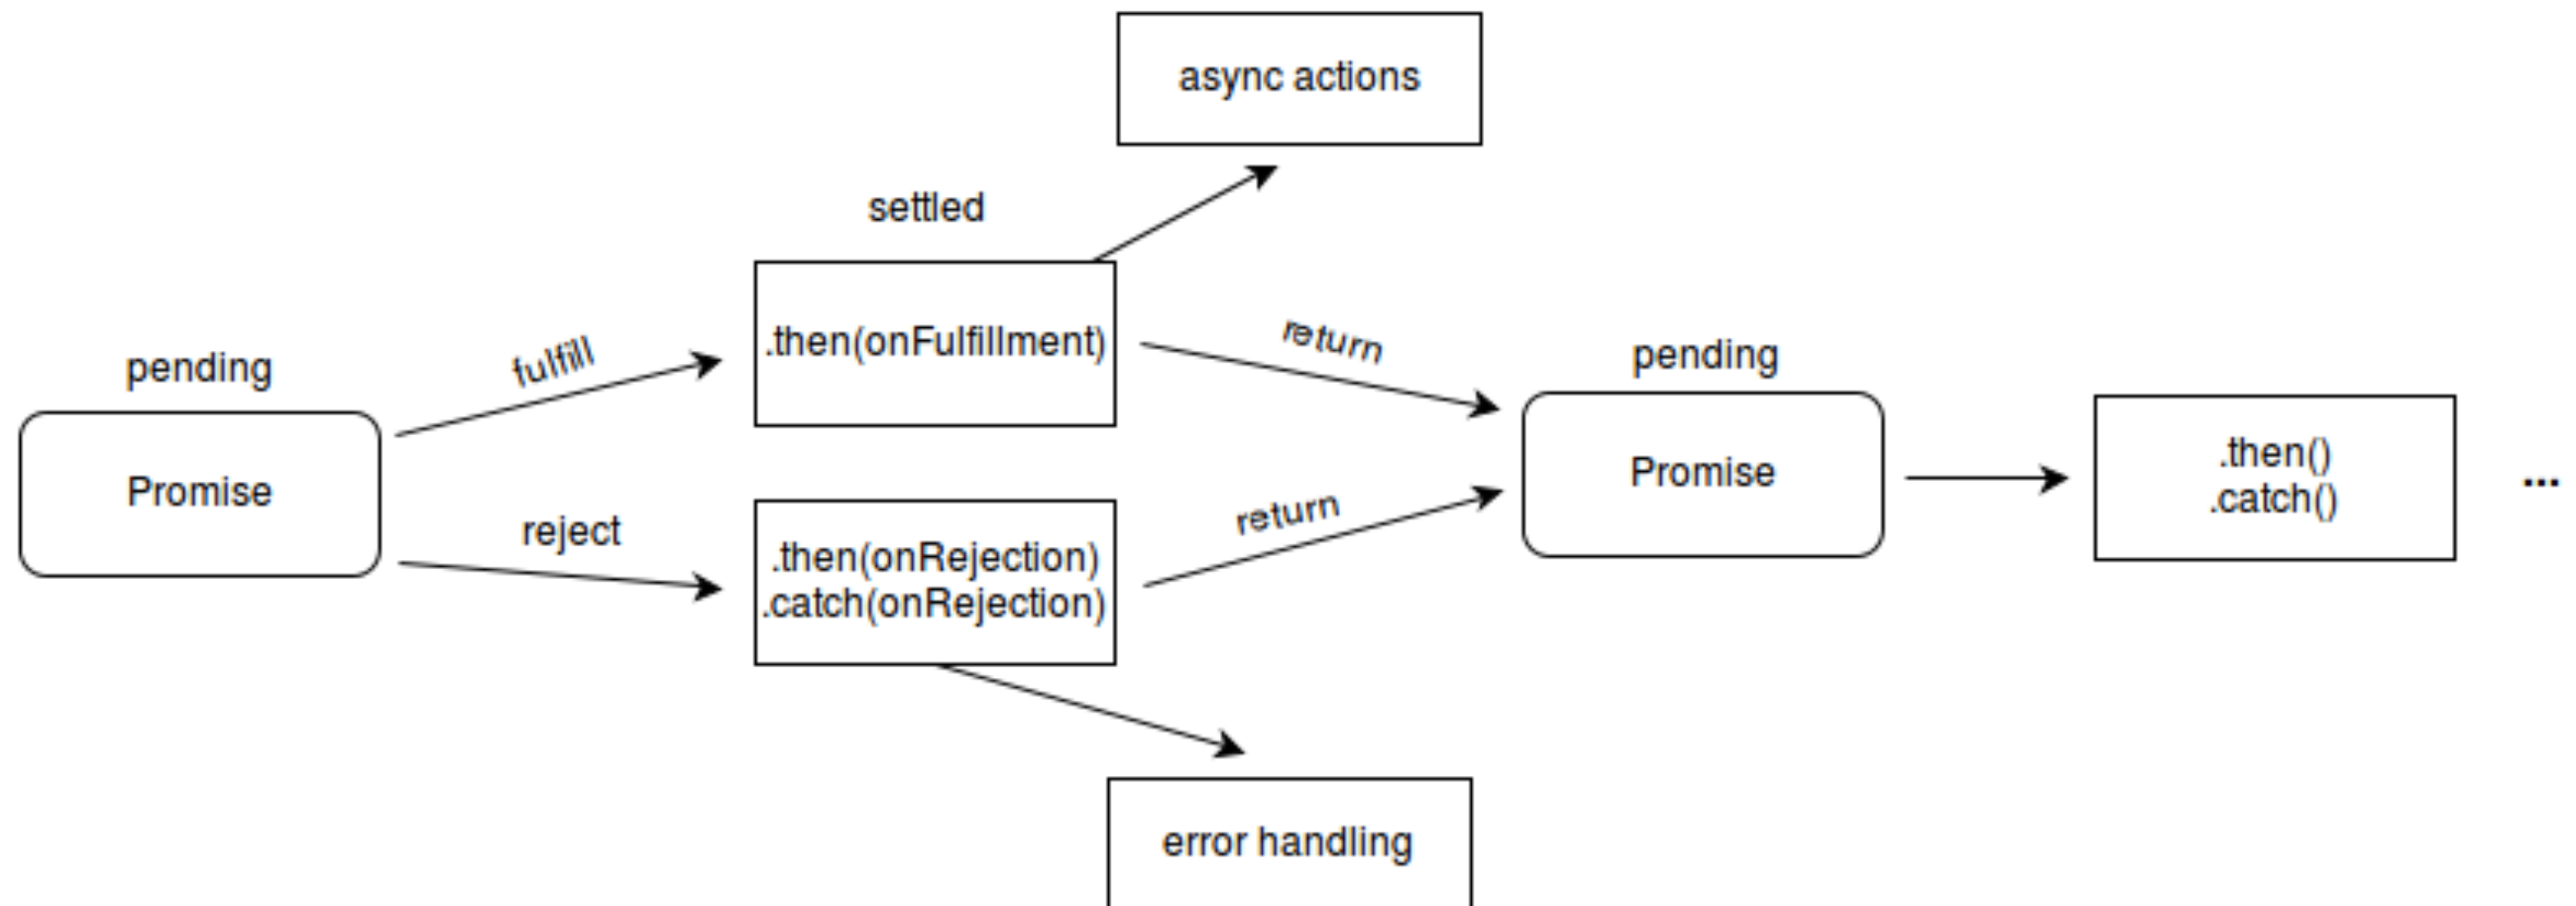 async actions
settled
.then(onFulfillment)
fulfill
return
pending
pending
Promise
Promise
reject
return
.then(onRejection)
.catch(onRejection)
.then()
.catch()
...
error handling